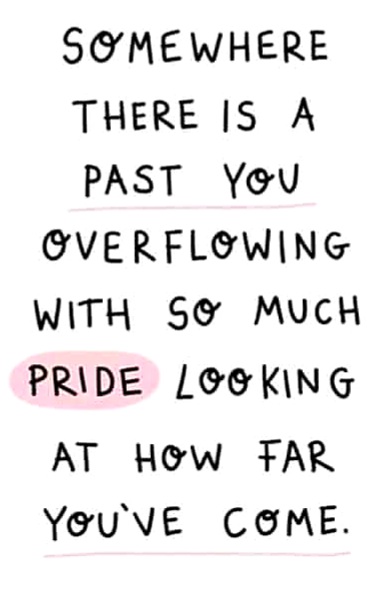 SOMEWHERE
THERE IS A
PAST YOU
OVERFLOWING
WITH SO MUCH
PRIDE LOOKING
AT HOW FAR
YOU'VE COME.